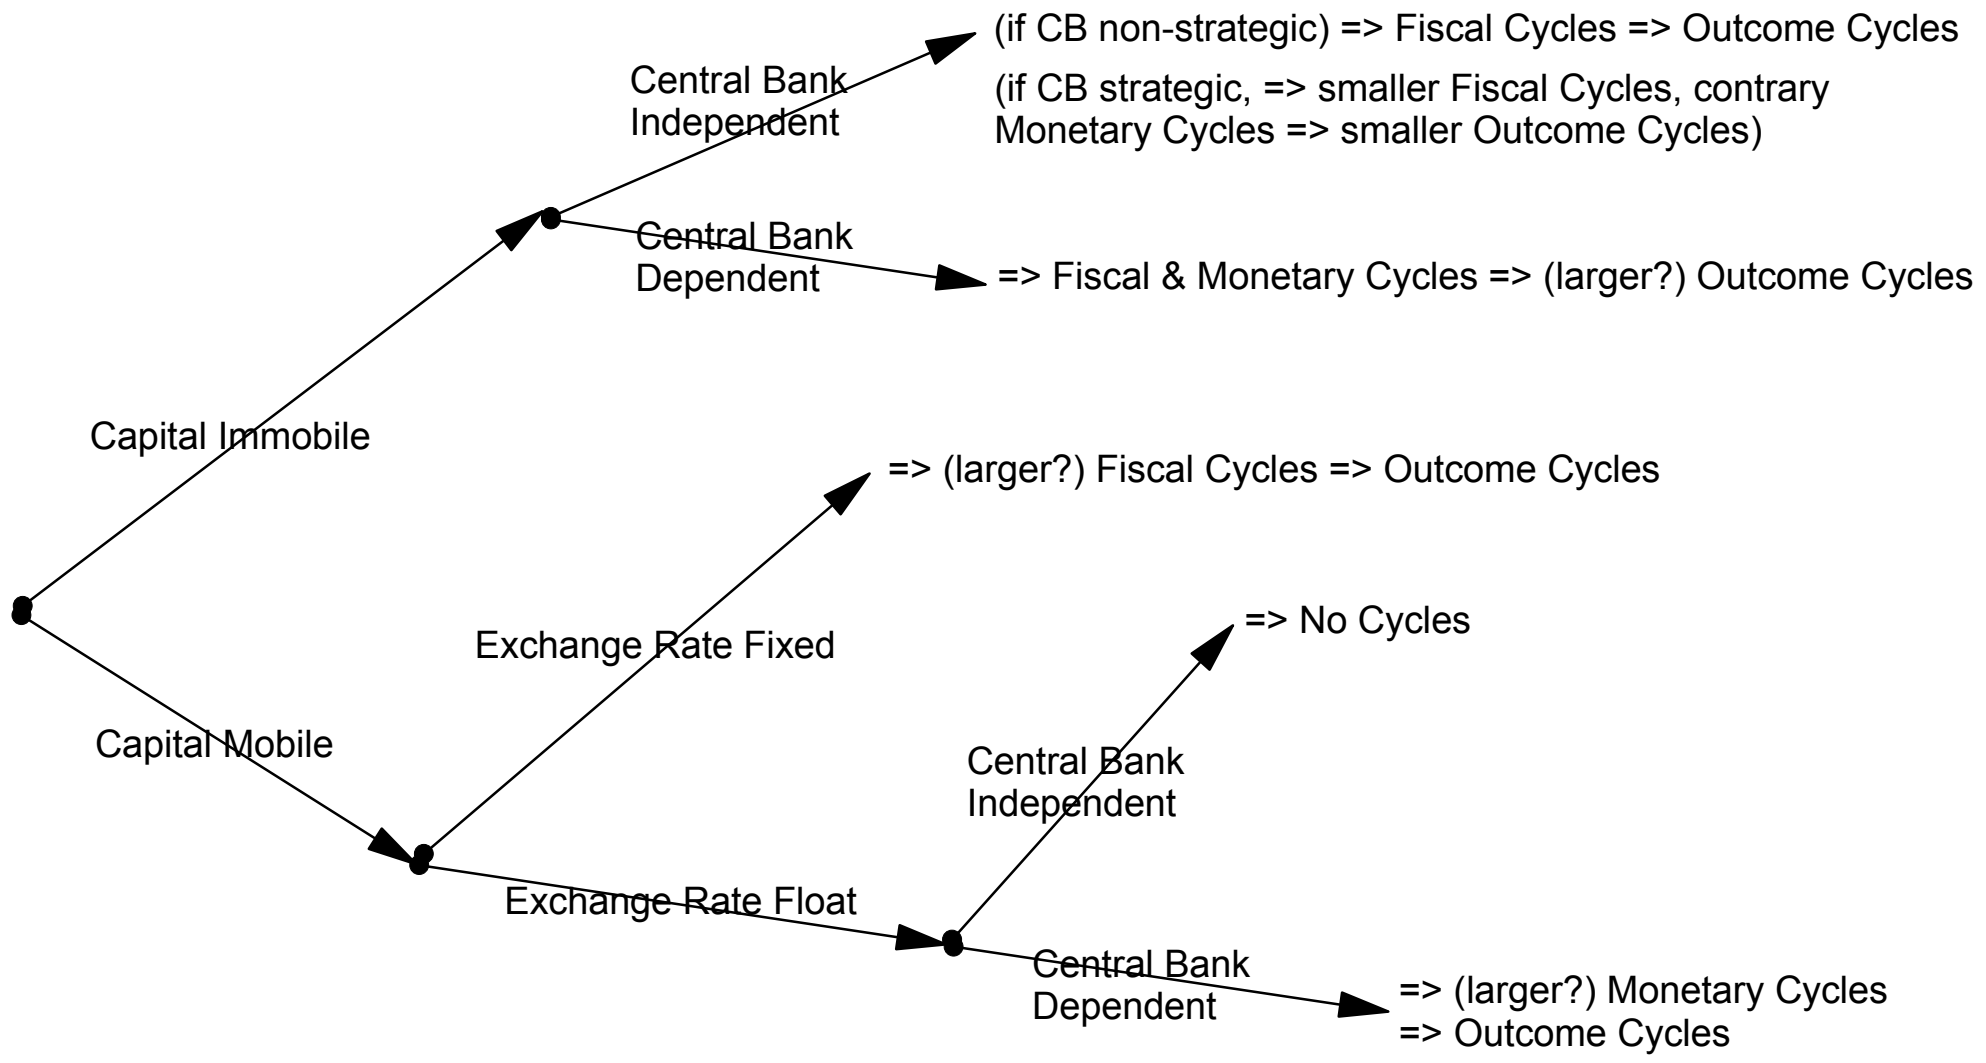 (if CB non-strategic) => Fiscal Cycles => Outcome Cycles
Central Bank
Independent
(if CB strategic, => smaller Fiscal Cycles, contrary
Monetary Cycles => smaller Outcome Cycles)
Central Bank
Dependent
=> Fiscal & Monetary Cycles => (larger?) Outcome Cycles
Capital Immobile
=> (larger?) Fiscal Cycles => Outcome Cycles
Exchange Rate Fixed
=> No Cycles
Capital Mobile
Central Bank
Independent
Exchange Rate Float
Central Bank
Dependent
=> (larger?) Monetary Cycles
=> Outcome Cycles